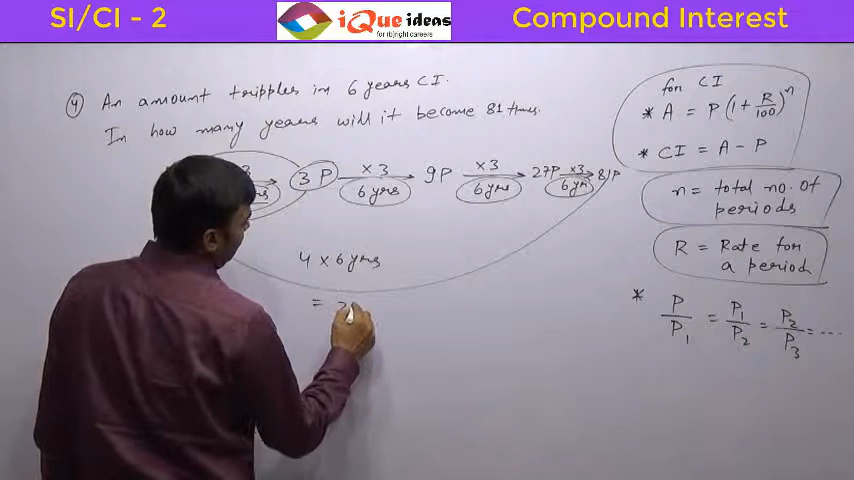 SI/CI - 2
iQue ideas
for (b)right careers
Compound Interest
4 An amount tripples in 6 years CI.
In how many years will it become 81 times.
3 P ×3 6 yrs 9P ×3 6 yrs 27P ×3 6 yrs 81P
4 × 6 yrs
=
for CI
* A = P(1 + R/100)^n
* CI = A - P
n = total no. of
periods
R = Rate for
a period
* P/P1 = P1/P2 = P2/P3 = ...